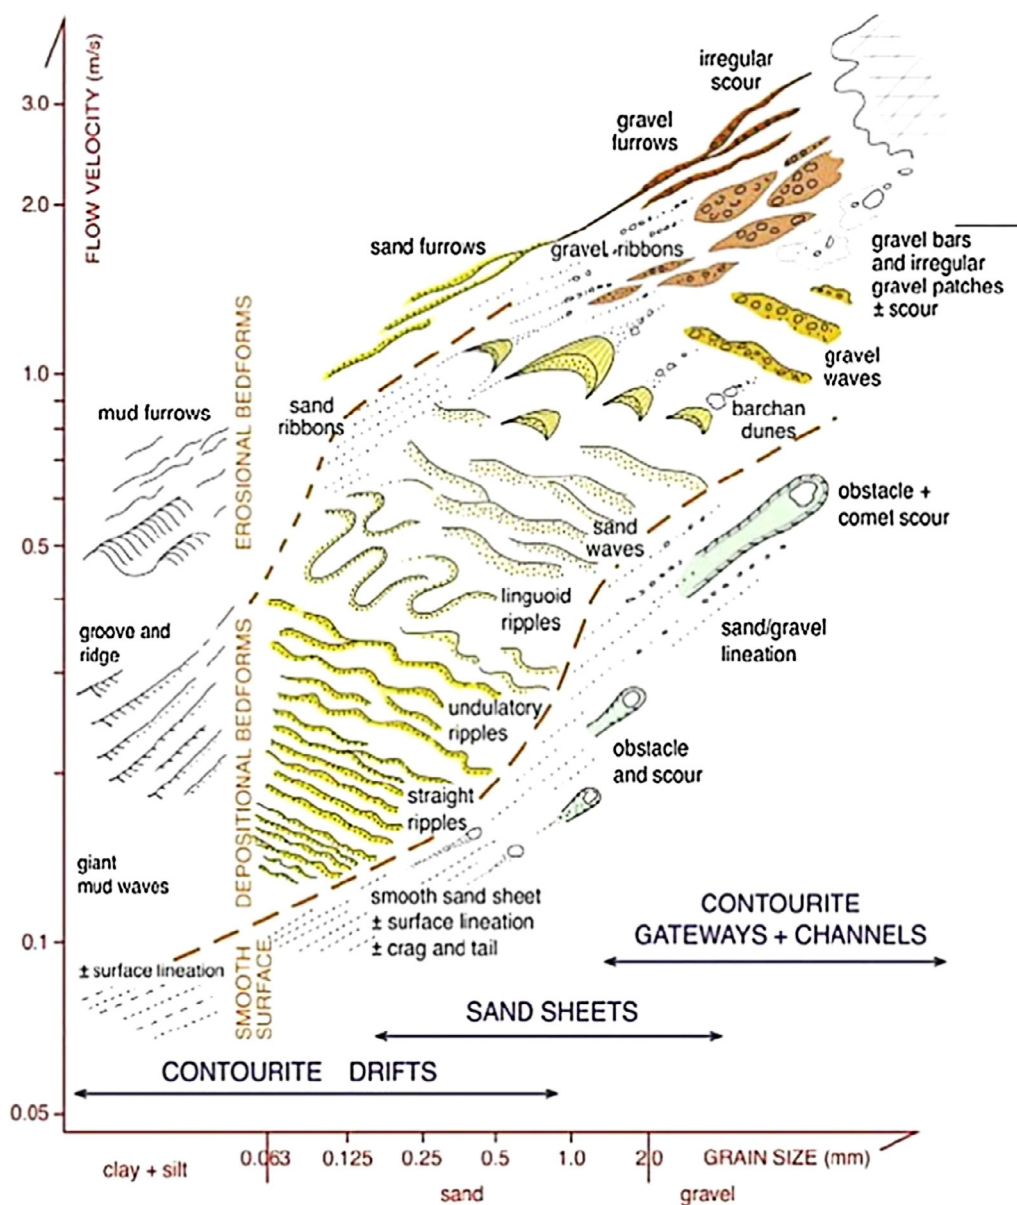 FLOW VELOCITY (m/s)
3.0
2.0
1.0
0.5
0.1
0.05
irregular
scour
gravel
furrows
sand furrows
gravel ribbons
gravel bars
and irregular
gravel patches
± scour
gravel
waves
barchan
dunes
sand
ribbons
mud furrows
EROSIONAL BEDFORMS
obstacle +
comet scour
sand
waves
linguoid
ripples
groove and
ridge
sand/gravel
lineation
undulatory
ripples
DEPOSITIONAL BEDFORMS
obstacle
and scour
straight
ripples
giant
mud waves
smooth sand sheet
± surface lineation
± crag and tail
± surface lineation
SMOOTH
SURFACE
CONTOURITE
GATEWAYS + CHANNELS
SAND SHEETS
CONTOURITE DRIFTS
clay + silt
0.063
0.125
0.25
0.5
1.0
2.0
GRAIN SIZE (mm)
sand
gravel